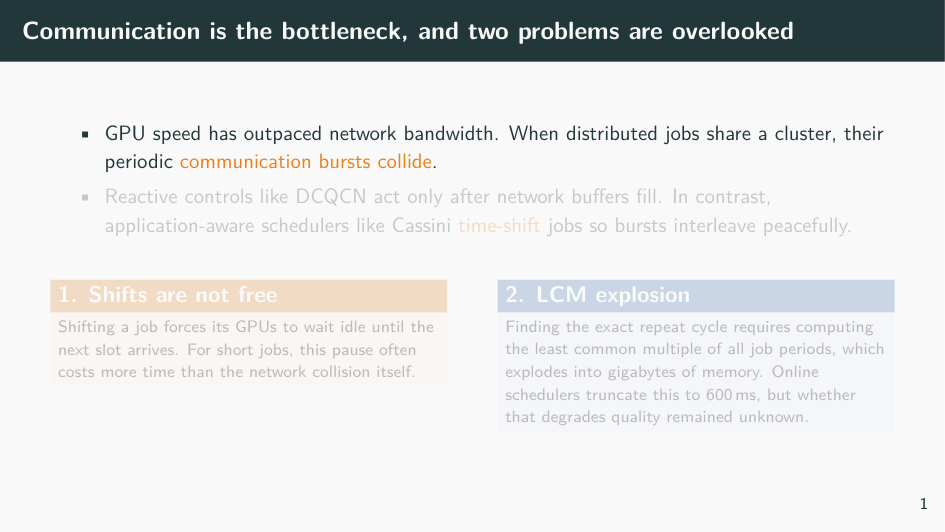 Communication is the bottleneck, and two problems are overlooked
▪ GPU speed has outpaced network bandwidth. When distributed jobs share a cluster, their
periodic communication bursts collide.
▪ Reactive controls like DCQCN act only after network buffers fill. In contrast,
application-aware schedulers like Cassini time-shift jobs so bursts interleave peacefully.
1. Shifts are not free
Shifting a job forces its GPUs to wait idle until the
next slot arrives. For short jobs, this pause often
costs more time than the network collision itself.
2. LCM explosion
Finding the exact repeat cycle requires computing
the least common multiple of all job periods, which
explodes into gigabytes of memory. Online
schedulers truncate this to 600 ms, but whether
that degrades quality remained unknown.
1